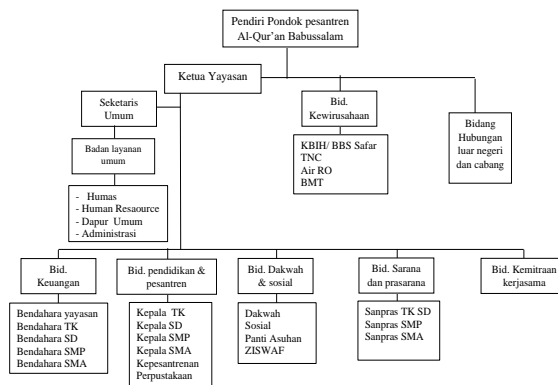 Pendiri Pondok pesantren
Al-Qur'an Babussalam
Ketua Yayasan
Seketaris
Umum
Bid.
Kewirusahaan
Bidang
Hubungan
luar negeri
dan cabang
Badan layanan
umum
KBIH/ BBS Safar
TNC
Air RO
BMT
- Humas
- Human Resaource
- Dapur Umum
- Administrasi
Bid.
Keuangan
Bid. pendidikan &
pesantren
Bid. Dakwah
& sosial
Bid. Sarana
dan prasarana
Bid. Kemitraan
kerjasama
Bendahara yayasan
Bendahara TK
Bendahara SD
Bendahara SMP
Bendahara SMA
Kepala TK
Kepala SD
Kepala SMP
Kepala SMA
Kepesantrenan
Perpustakaan
Dakwah
Sosial
Panti Asuhan
ZISWAF
Sanpras TK SD
Sanpras SMP
Sanpras SMA